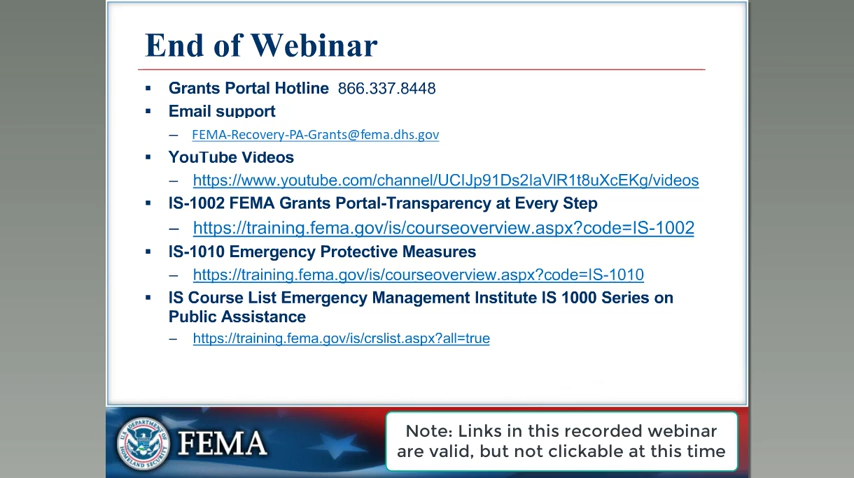 End of Webinar
▪ Grants Portal Hotline 866.337.8448
▪ Email support
– FEMA-Recovery-PA-Grants@fema.dhs.gov
▪ YouTube Videos
– https://www.youtube.com/channel/UCIJp91Ds2IaVlR1t8uXcEKg/videos
▪ IS-1002 FEMA Grants Portal-Transparency at Every Step
– https://training.fema.gov/is/courseoverview.aspx?code=IS-1002
▪ IS-1010 Emergency Protective Measures
– https://training.fema.gov/is/courseoverview.aspx?code=IS-1010
▪ IS Course List Emergency Management Institute IS 1000 Series on
Public Assistance
– https://training.fema.gov/is/crslist.aspx?all=true
FEMA
Note: Links in this recorded webinar
are valid, but not clickable at this time